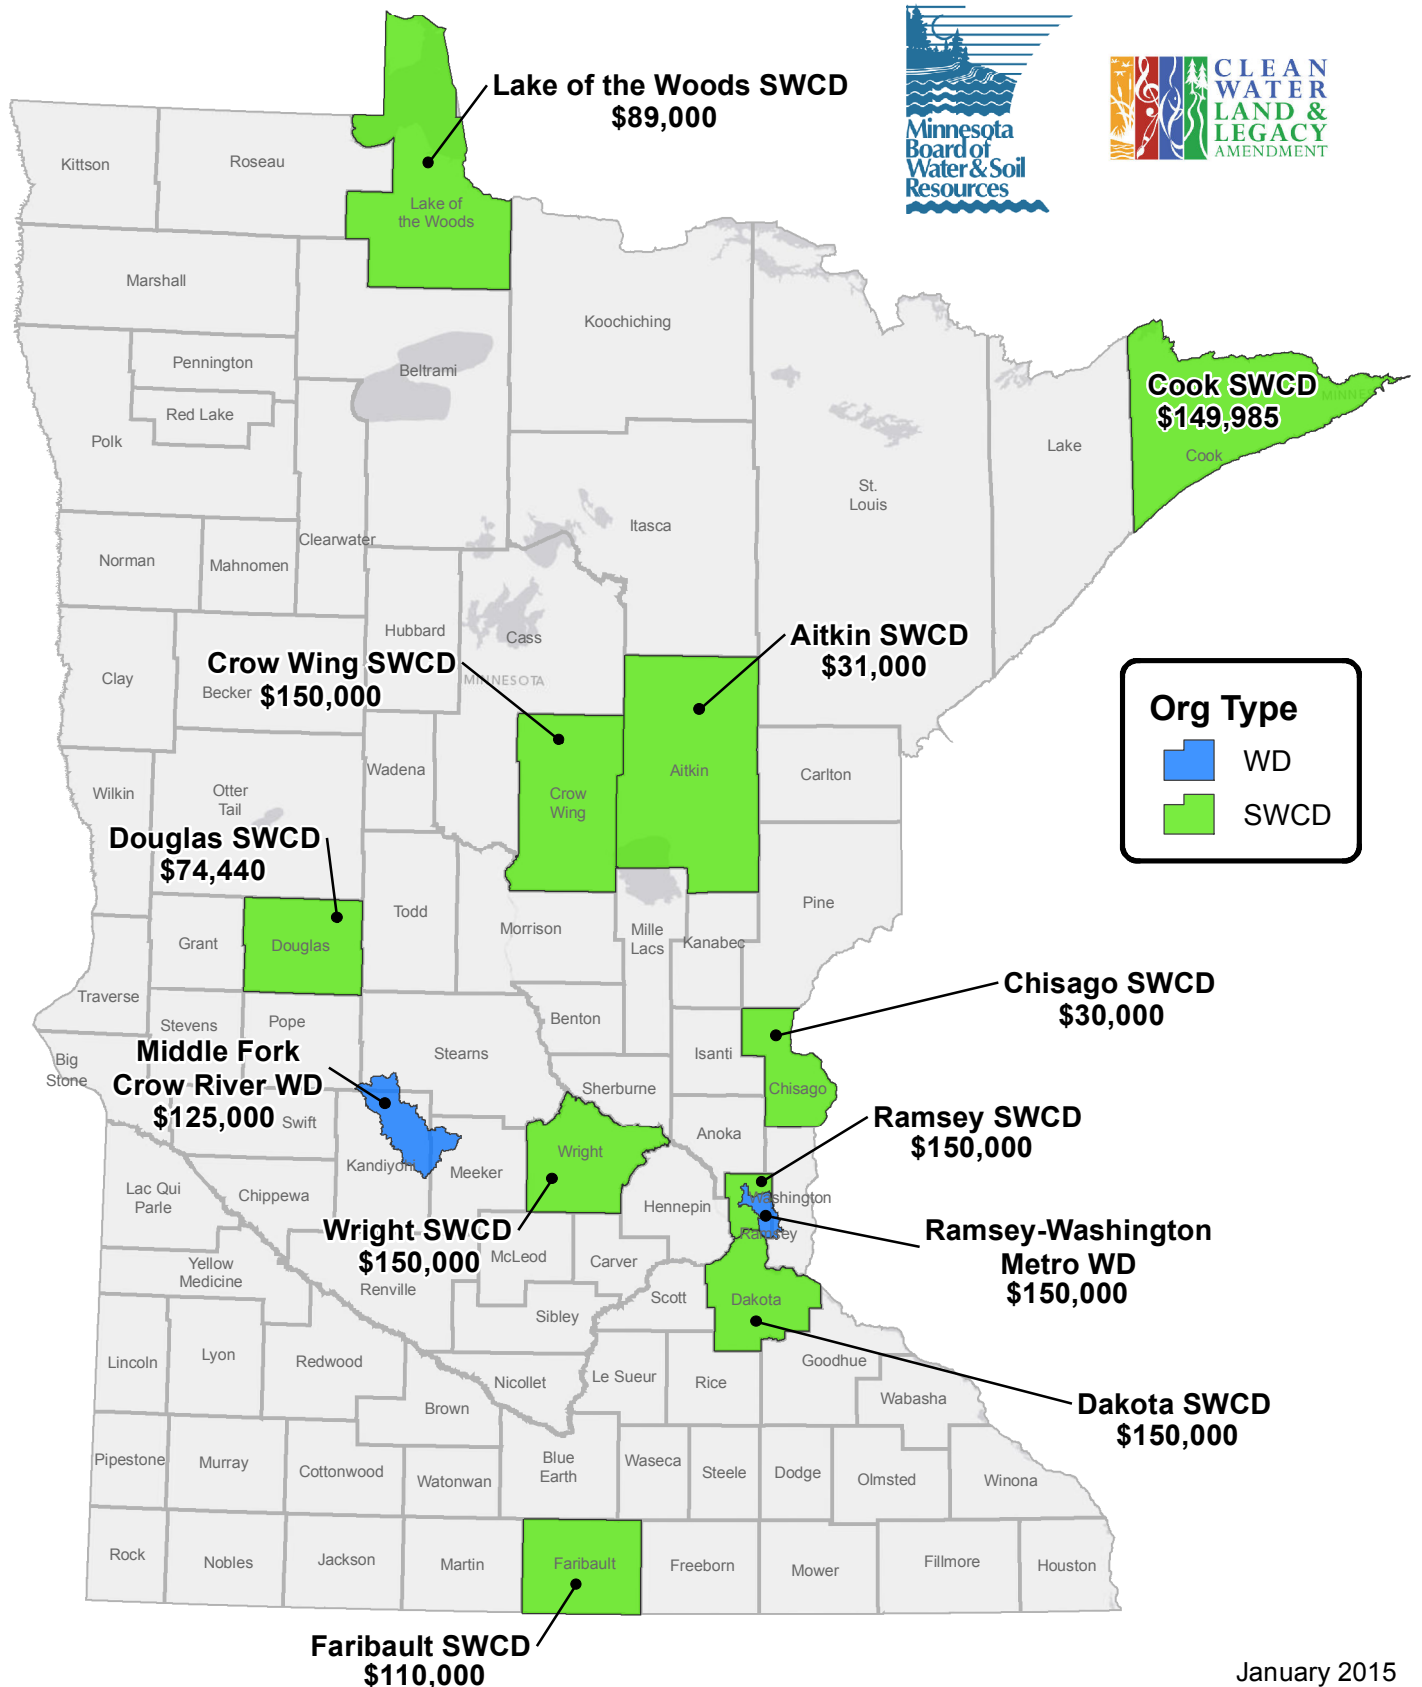 Lake of the Woods SWCD
$89,000
Minnesota
Board of
Water & Soil
Resources
CLEAN
WATER
LAND &
LEGACY
AMENDMENT
Kittson
Roseau
Lake of
the Woods
Marshall
Koochiching
Pennington
Beltrami
Red Lake
Polk
Cook SWCD
$149,985
Cook
Lake
St.
Louis
Itasca
Clearwater
Norman
Mahnomen
Hubbard
Cass
MINNESOTA
Clay
Becker
Crow Wing SWCD
$150,000
Aitkin SWCD
$31,000
Org Type
WD
SWCD
Wadena
Aitkin
Carlton
Crow
Wing
Wilkin
Otter
Tail
Douglas SWCD
$74,440
Todd
Morrison
Mille
Lacs
Kanabec
Pine
Grant
Douglas
Traverse
Stevens
Pope
Benton
Isanti
Chisago SWCD
$30,000
Big
Stone
Stearns
Middle Fork
Crow River WD
$125,000
Swift
Sherburne
Chisago
Anoka
Ramsey SWCD
$150,000
Wright
Kandiyohi
Meeker
Lac Qui
Parle
Chippewa
Hennepin
Washington
Ramsey
Ramsey-Washington
Metro WD
$150,000
Wright SWCD
$150,000
McLeod
Carver
Yellow
Medicine
Renville
Scott
Dakota
Sibley
Lincoln
Lyon
Redwood
Nicollet
Le Sueur
Rice
Goodhue
Wabasha
Brown
Dakota SWCD
$150,000
Pipestone
Murray
Cottonwood
Watonwan
Blue
Earth
Waseca
Steele
Dodge
Olmsted
Winona
Rock
Nobles
Jackson
Martin
Faribault
Freeborn
Mower
Fillmore
Houston
Faribault SWCD
$110,000
January 2015